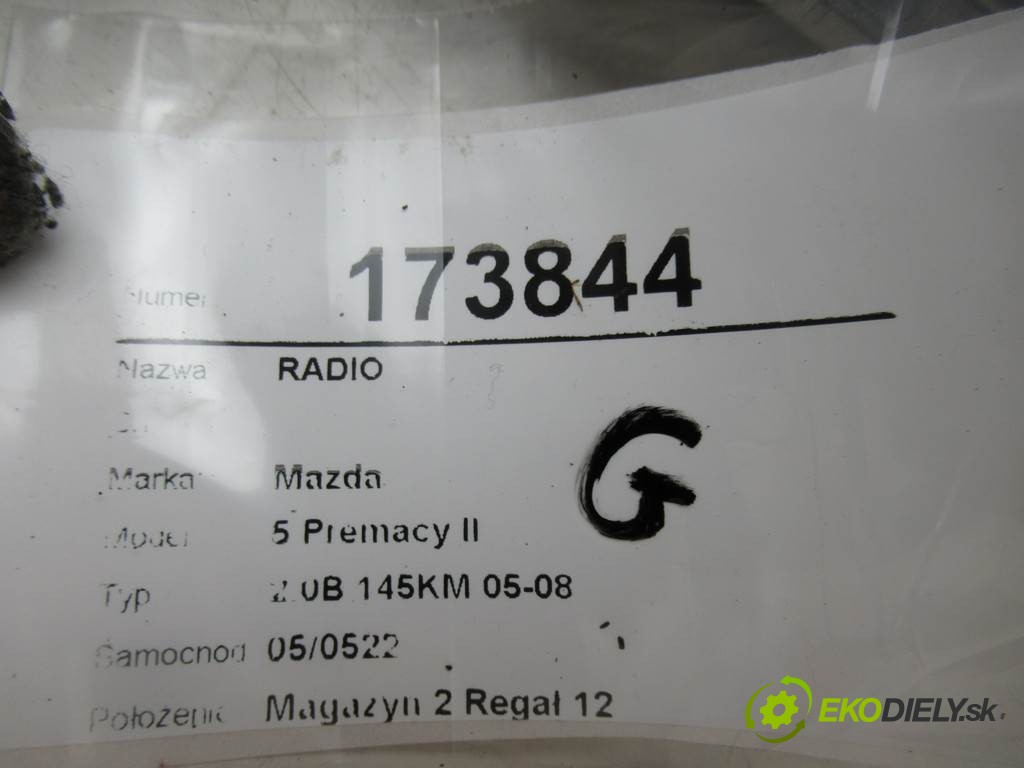 Numer 173844
Nazwa RADIO
Marka Mazda
G
Model 5 Premacy II
Typ 2.0B 145KM 05-08
Samochod 05/0522
Położenie Magazyn 2 Regał 12
EKODIELY.sk